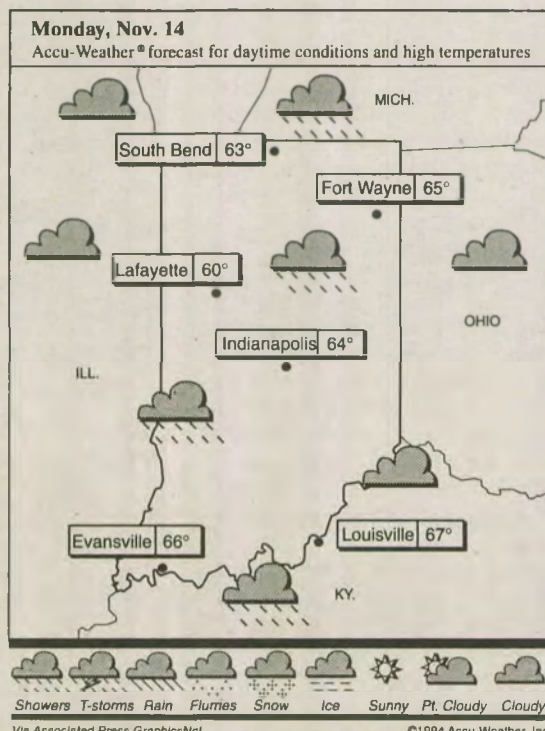 Monday, Nov. 14
Accu-Weather® forecast for daytime conditions and high temperatures
MICH.
South Bend 63°
Fort Wayne 65°
Lafayette 60°
OHIO
Indianapolis 64°
ILL.
Evansville 66°
Louisville 67°
KY.
Showers T-storms Rain Flurries Snow Ice Sunny Pt. Cloudy Cloudy
Via Associated Press GraphicsNet
©1994 Accu-Weather, Inc.